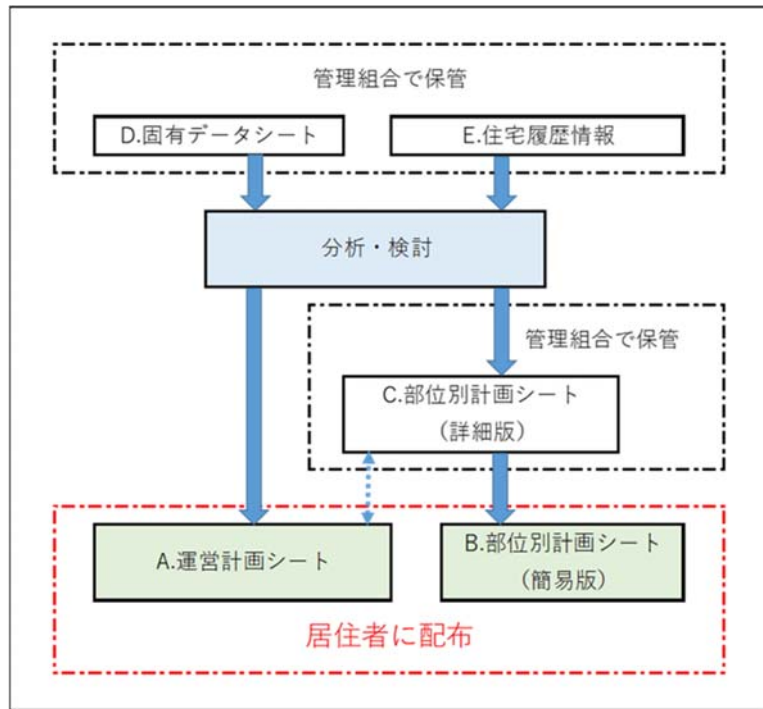 管理組合で保管
D.固有データシート
E.住宅履歴情報
分析・検討
管理組合で保管
C.部位別計画シート
(詳細版)
A.運営計画シート
B.部位別計画シート
(簡易版)
居住者に配布